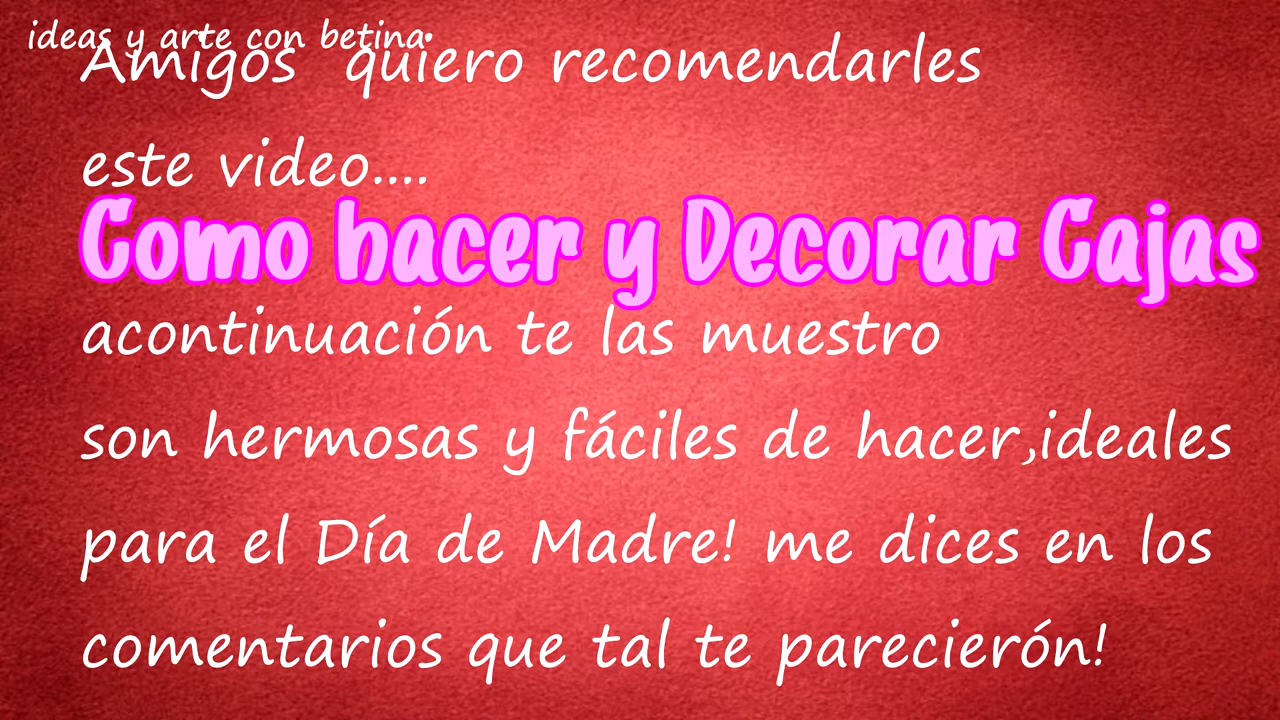 ideas y arte con betina
Amigos quiero recomendarles
este video....
Como hacer y Decorar Cajas
acontinuación te las muestro
son hermosas y fáciles de hacer,ideales
para el Día de Madre! me dices en los
comentarios que tal te parecierón!